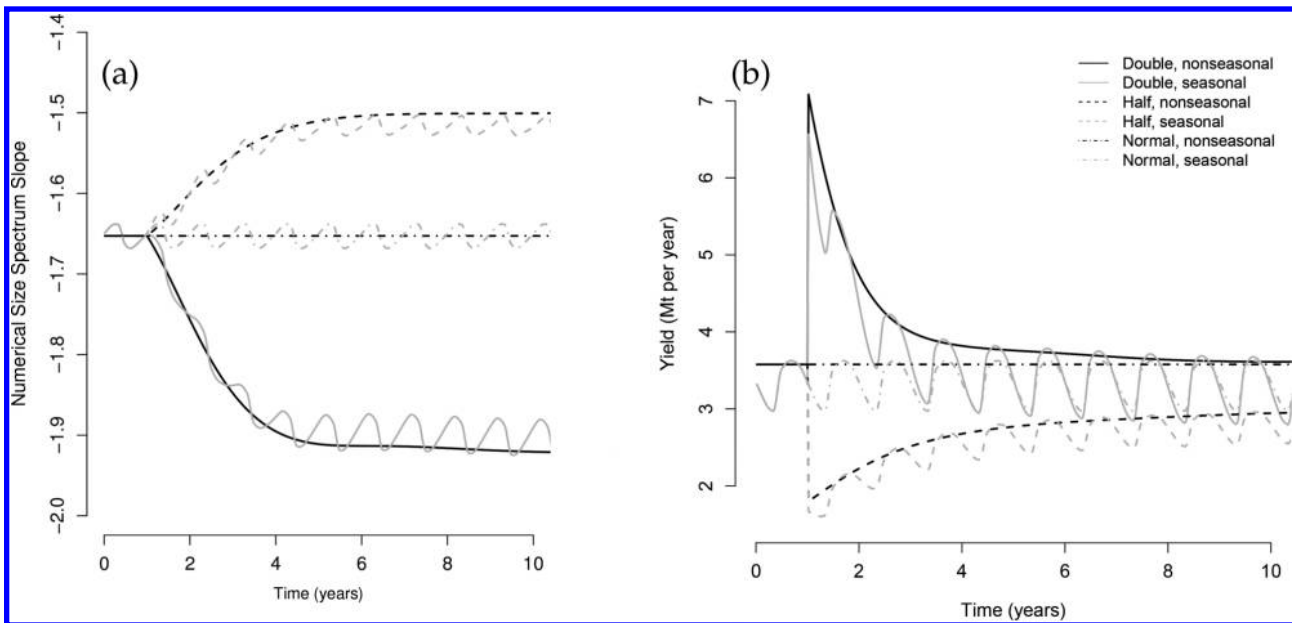 (a)
Numerical Size Spectrum Slope
−1.4
−1.5
−1.6
−1.7
−1.8
−1.9
−2.0
0 2 4 6 8 10
Time (years)
(b)
Double, nonseasonal
Double, seasonal
Half, nonseasonal
Half, seasonal
Normal, nonseasonal
Normal, seasonal
Yield (Mt per year)
7
6
5
4
3
2
0 2 4 6 8 10
Time (years)